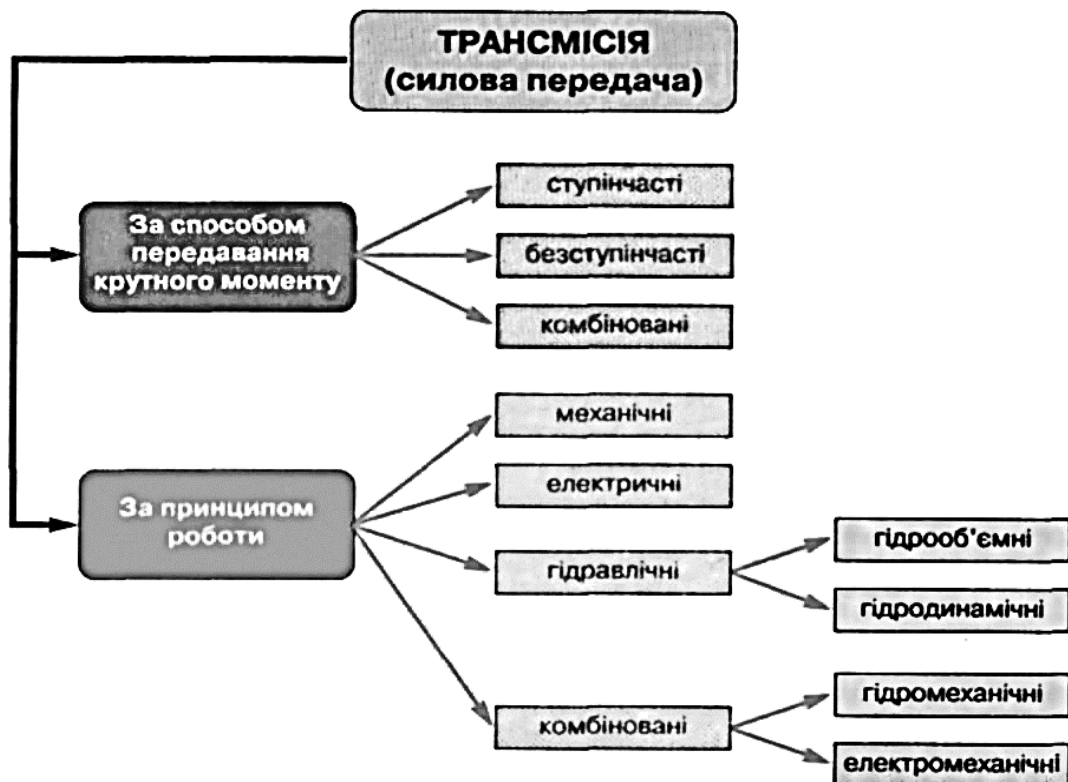 ТРАНСМІСІЯ
(силова передача)
За способом
передавання
крутного моменту
ступінчасті
безступінчасті
комбіновані
За принципом
роботи
механічні
електричні
гідравлічні
гідрооб'ємні
гідродинамічні
комбіновані
гідромеханічні
електромеханічні